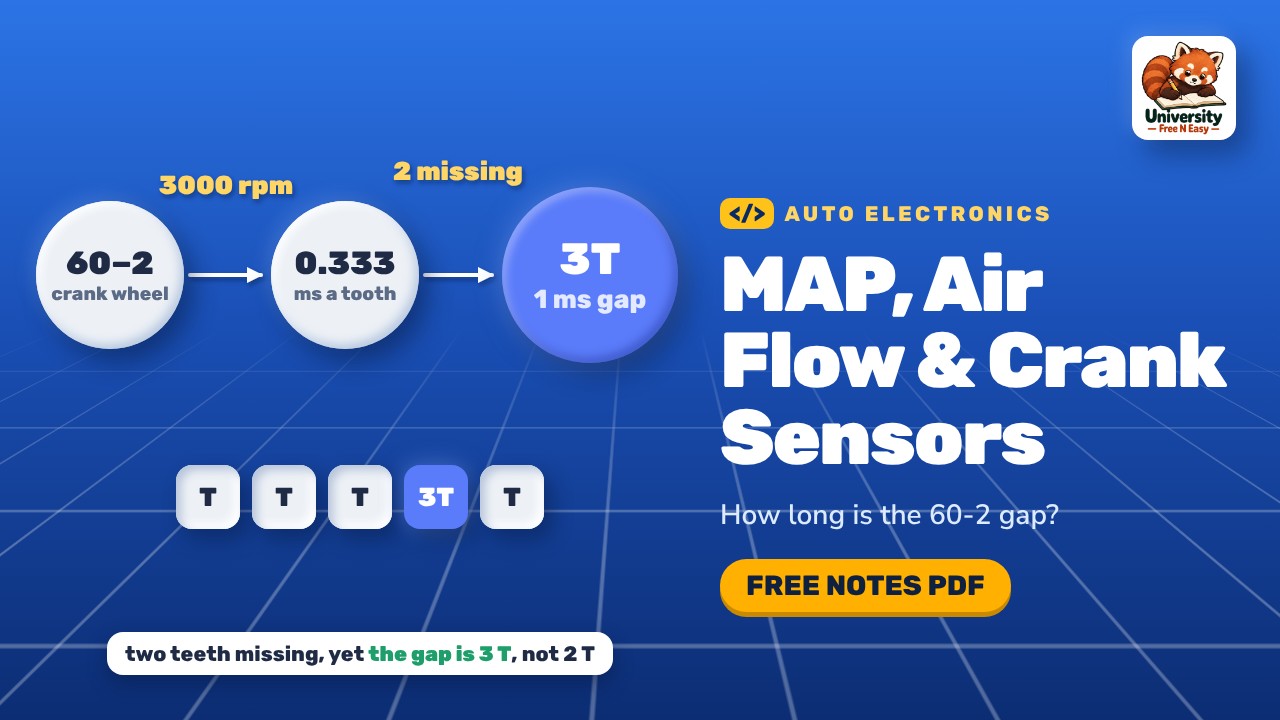 University
Free N Easy
3000 rpm
2 missing
60–2
crank wheel
0.333
ms a tooth
3T
1 ms gap
</> AUTO ELECTRONICS
MAP, Air
Flow & Crank
Sensors
How long is the 60-2 gap?
FREE NOTES PDF
T T T 3T T
two teeth missing, yet the gap is 3 T, not 2 T